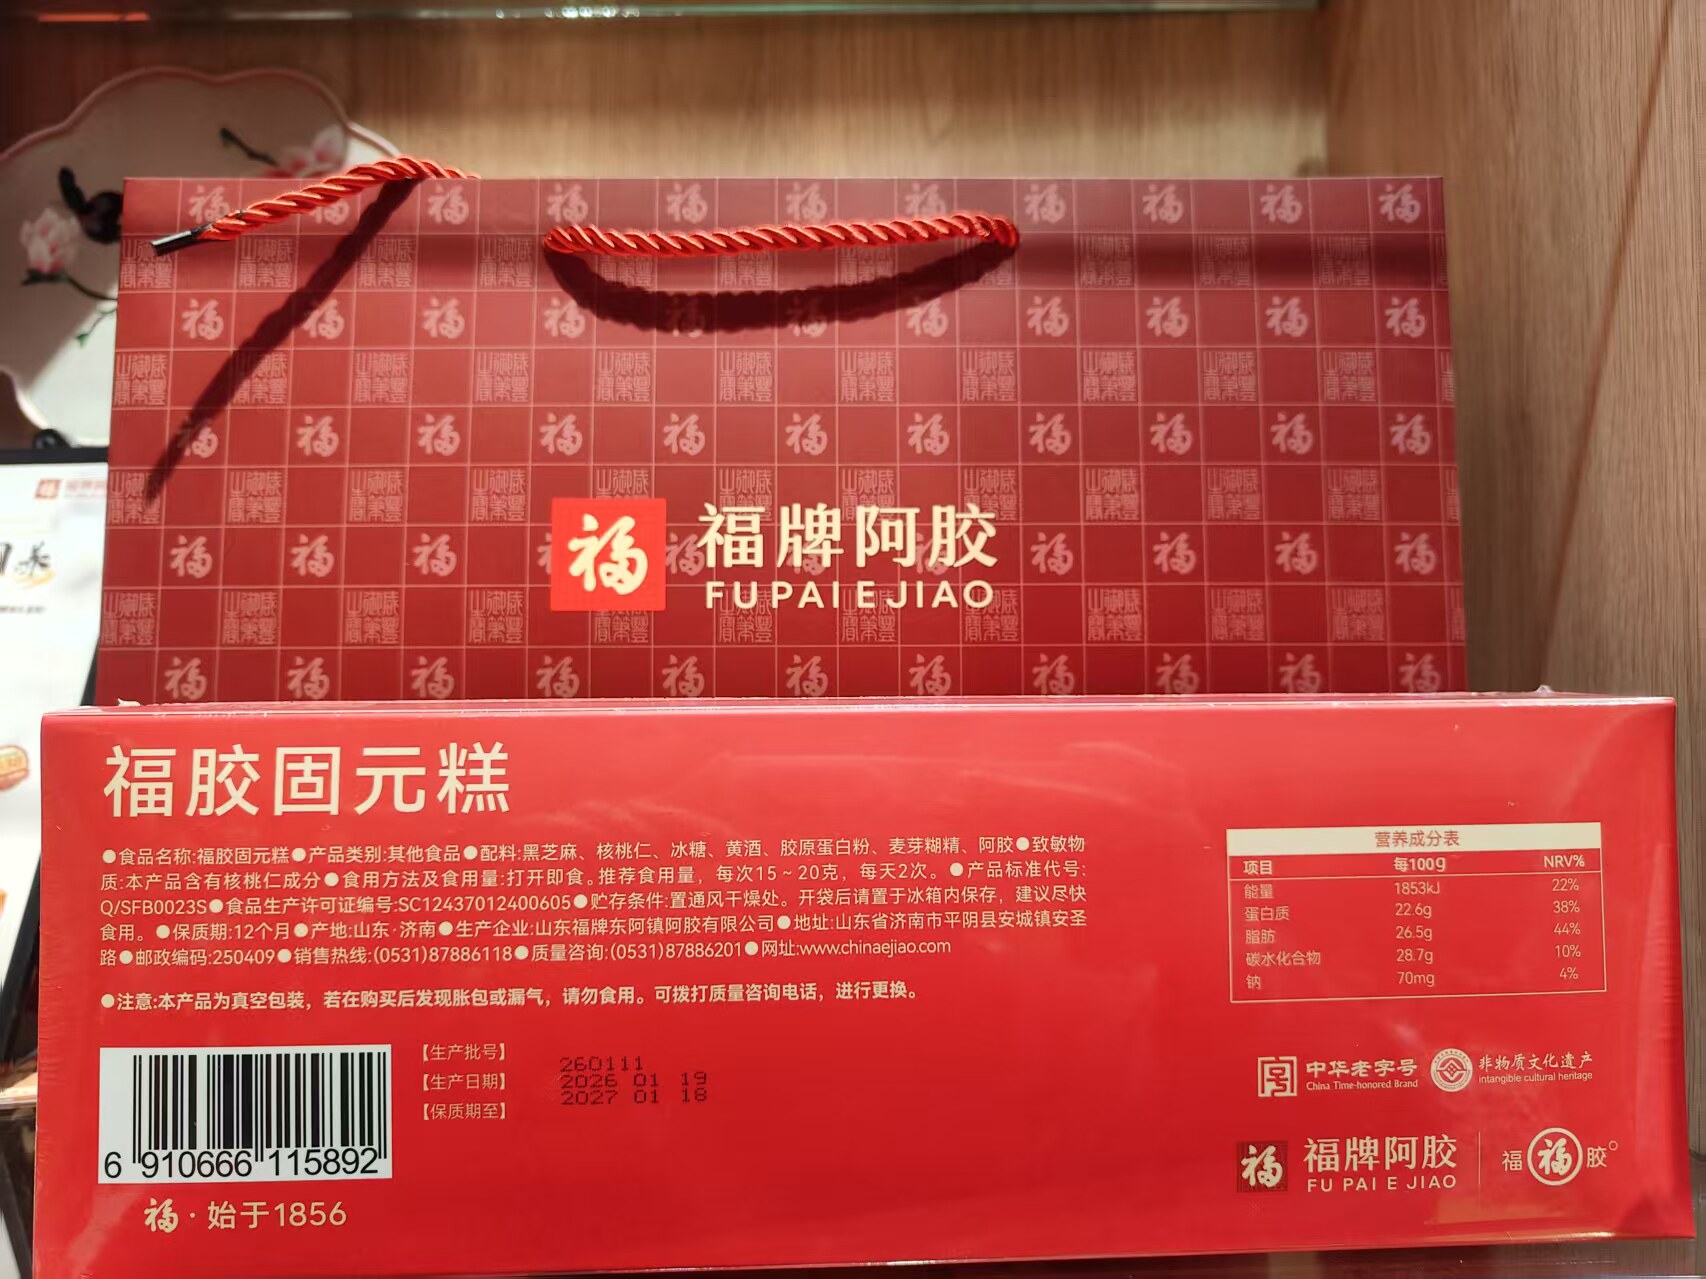 福牌阿胶
FU PAI E JIAO
福
福胶固元糕
●食品名称:福胶固元糕●产品类别:其他食品●配料:黑芝麻、核桃仁、冰糖、黄酒、胶原蛋白粉、麦芽糊精、阿胶●致敏物
质:本产品含有核桃仁成分●食用方法及食用量:打开即食。推荐食用量，每次15～20克，每天2次。●产品标准代号:
Q/SFB0023S●食品生产许可证编号:SC12437012400605●贮存条件:置通风干燥处。开袋后请置于冰箱内保存，建议尽快
食用。●保质期:12个月●产地:山东·济南●生产企业:山东福牌东阿镇阿胶有限公司●地址:山东省济南市平阴县安城镇安圣
路●邮政编码:250409●销售热线:(0531)87886118●质量咨询:(0531)87886201●网址:www.chinaejiao.com
●注意:本产品为真空包装，若在购买后发现胀包或漏气，请勿食用。可拨打质量咨询电话，进行更换。
营养成分表
项目 每100g NRV%
能量 1853kJ 22%
蛋白质 22.6g 38%
脂肪 26.5g 44%
碳水化合物 28.7g 10%
钠 70mg 4%
【生产批号】 260111
【生产日期】 2026 01 19
【保质期至】 2027 01 18
6 910666 115892
福·始于1856
中华老字号
China Time-honored Brand
非物质文化遗产
intangible cultural heritage
福 福牌阿胶
FU PAI E JIAO
福福胶